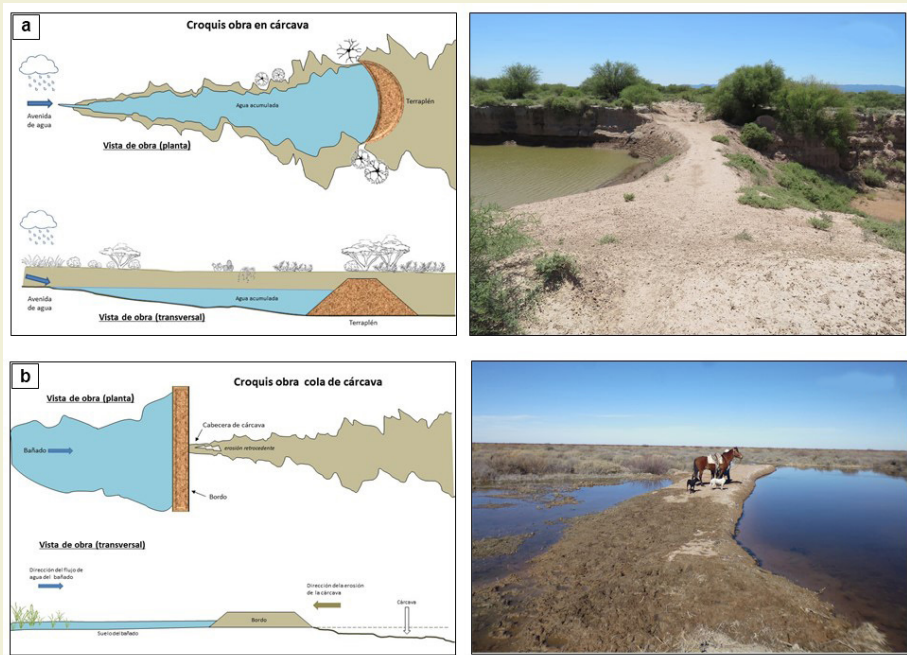 a
Croquis obra en cárcava
Avenida
de agua
Agua acumulada
Terraplén
Vista de obra (planta)
Avenida
de agua
Agua acumulada
Vista de obra (transversal)
Terraplén
b
Croquis obra cola de cárcava
Vista de obra (planta)
Cabecera de cárcava
Bañado
erosión retrocedente
Bordo
Vista de obra (transversal)
Dirección del flujo de
agua del bañado
Dirección de la erosión
de la cárcava
Cárcava
Bordo
Suelo del bañado